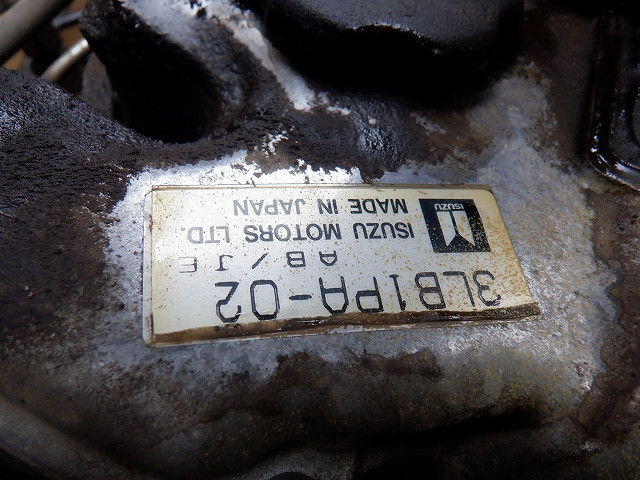 3LB1PA-02
AB/JE
ISUZU
ISUZU MOTORS LTD.
MADE IN JAPAN